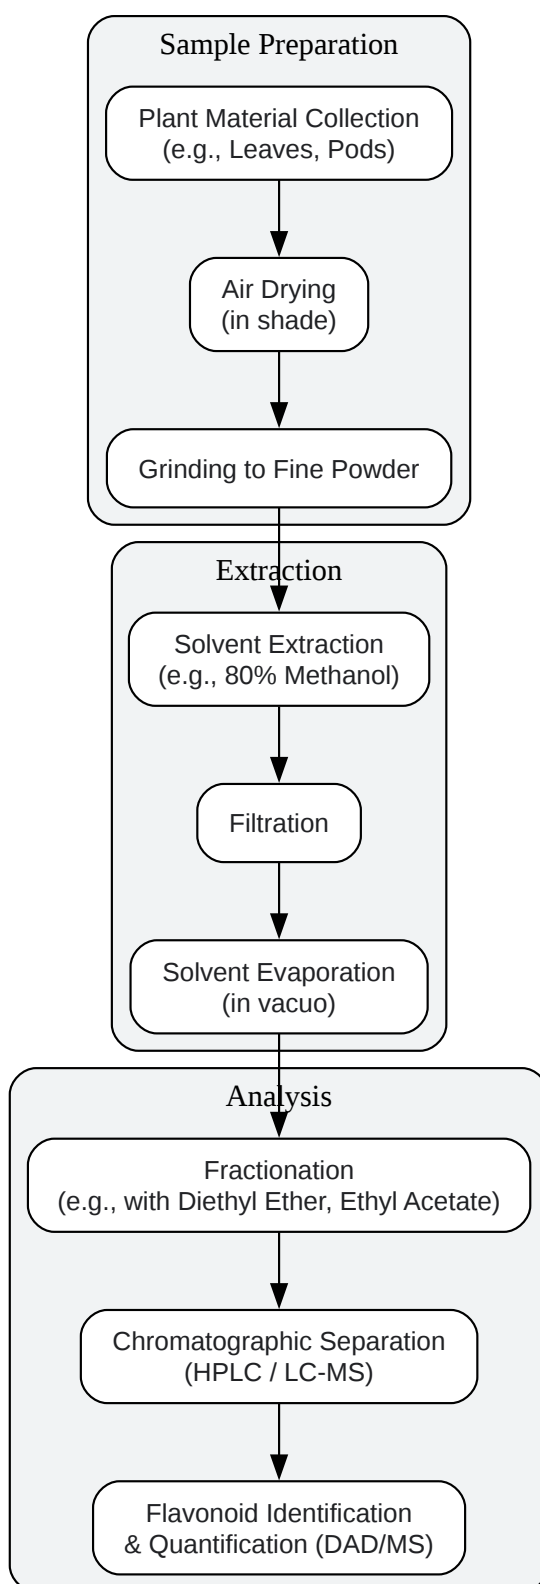 Sample Preparation
Plant Material Collection
(e.g., Leaves, Pods)
Air Drying
(in shade)
Grinding to Fine Powder
Extraction
Solvent Extraction
(e.g., 80% Methanol)
Filtration
Solvent Evaporation
(in vacuo)
Analysis
Fractionation
(e.g., with Diethyl Ether, Ethyl Acetate)
Chromatographic Separation
(HPLC / LC-MS)
Flavonoid Identification
& Quantification (DAD/MS)